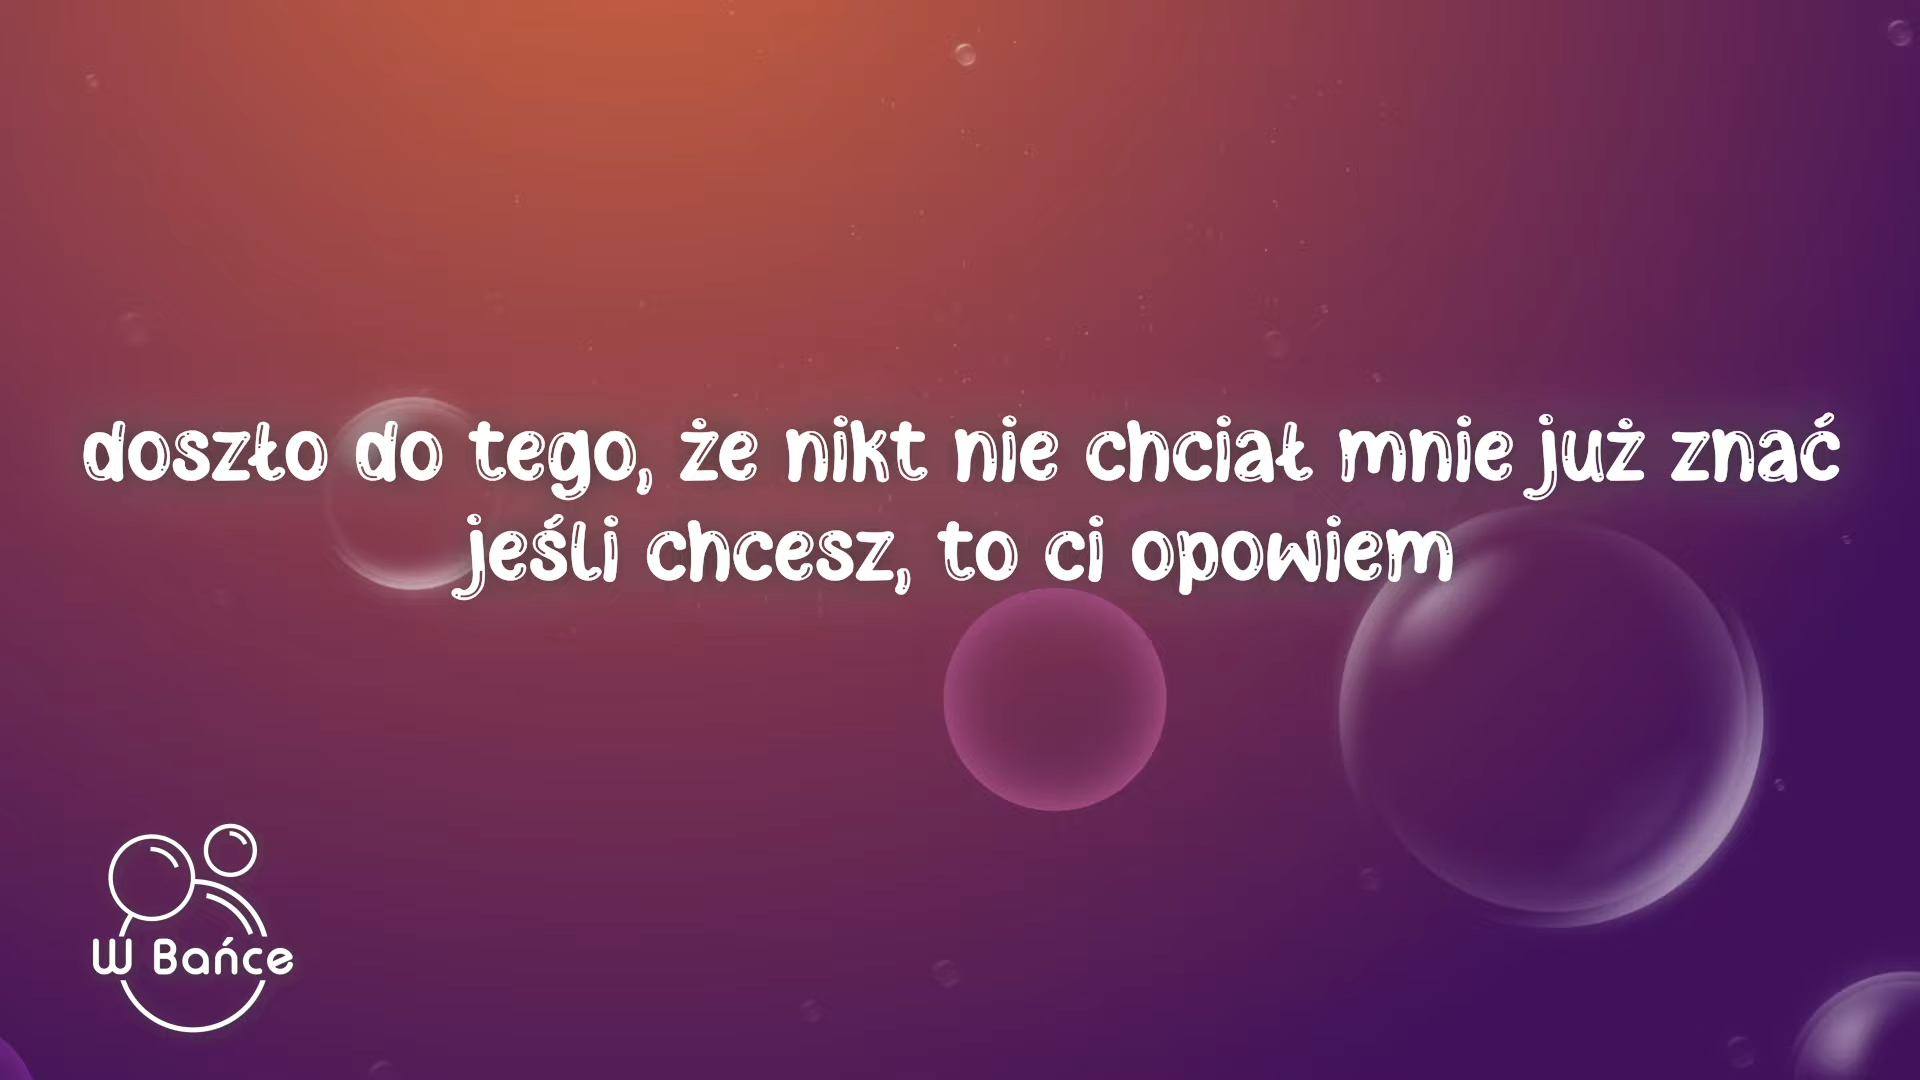 doszło do tego, że nikt nie chciał mnie już znać
jeśli chcesz, to ci opowiem
W Bańce